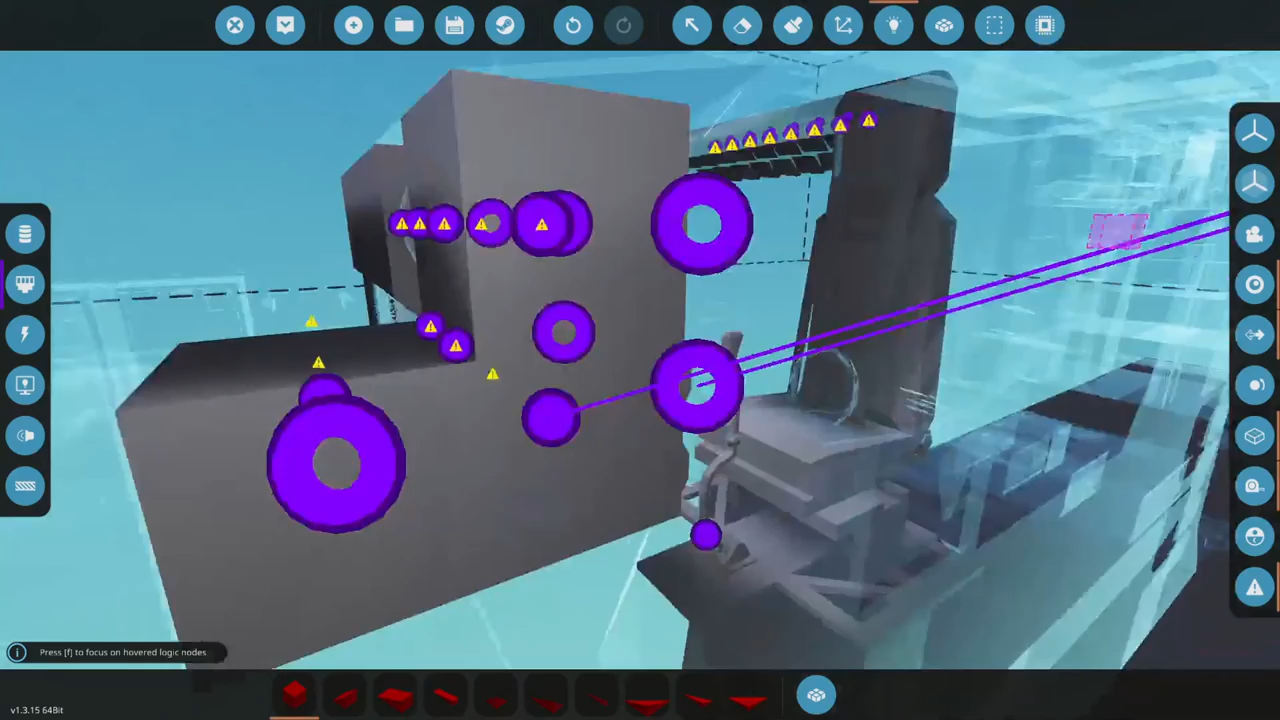 Press [f] to focus on hovered logic nodes
v1.3.15 64Bit